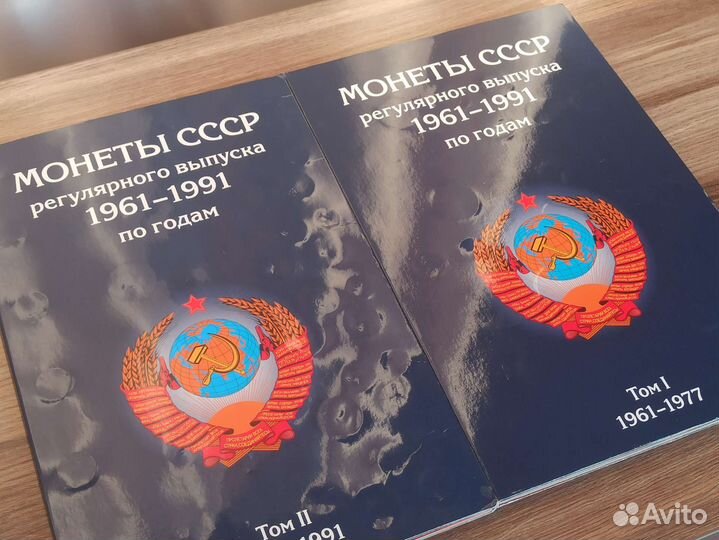 МОНЕТЫ СССР
регулярного выпуска
1961–1991
по годам
Том II
1991
МОНЕТЫ СССР
регулярного выпуска
1961–1991
по годам
Том I
1961–1977
Avito